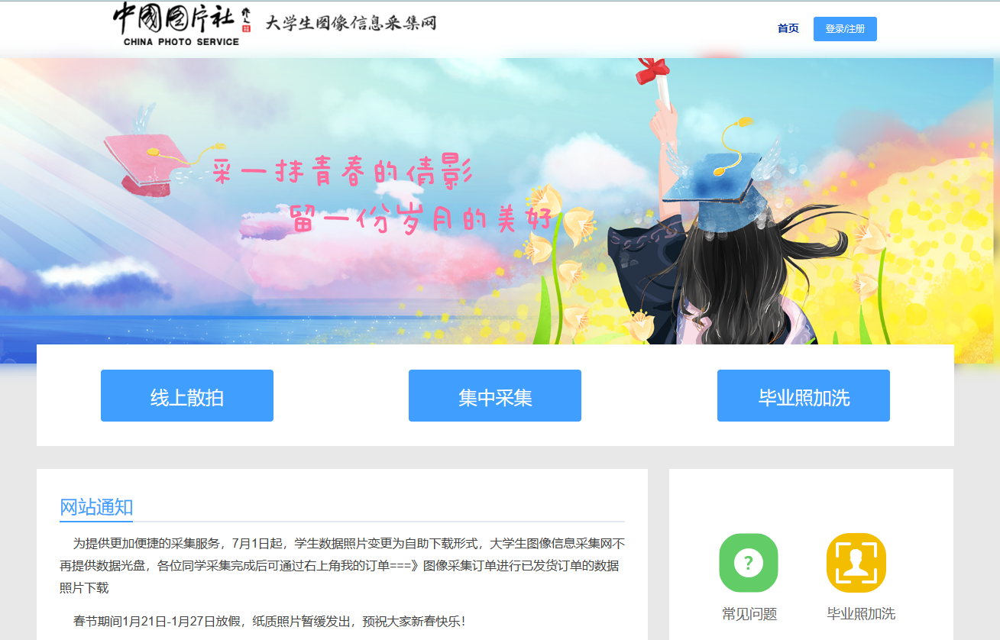 中國图片社
CHINA PHOTO SERVICE
大学生图像信息采集网
首页
登录/注册
采一抹青春的倩影
留一份岁月的美好
线上散拍
集中采集
毕业照加洗
网站通知
为提供更加便捷的采集服务，7月1日起，学生数据照片变更为自助下载形式，大学生图像信息采集网不
再提供数据光盘，各位同学采集完成后可通过右上角我的订单===》图像采集订单进行已发货订单的数据
照片下载
春节期间1月21日-1月27日放假，纸质照片暂缓发出，预祝大家新春快乐！
?
常见问题
毕业照加洗